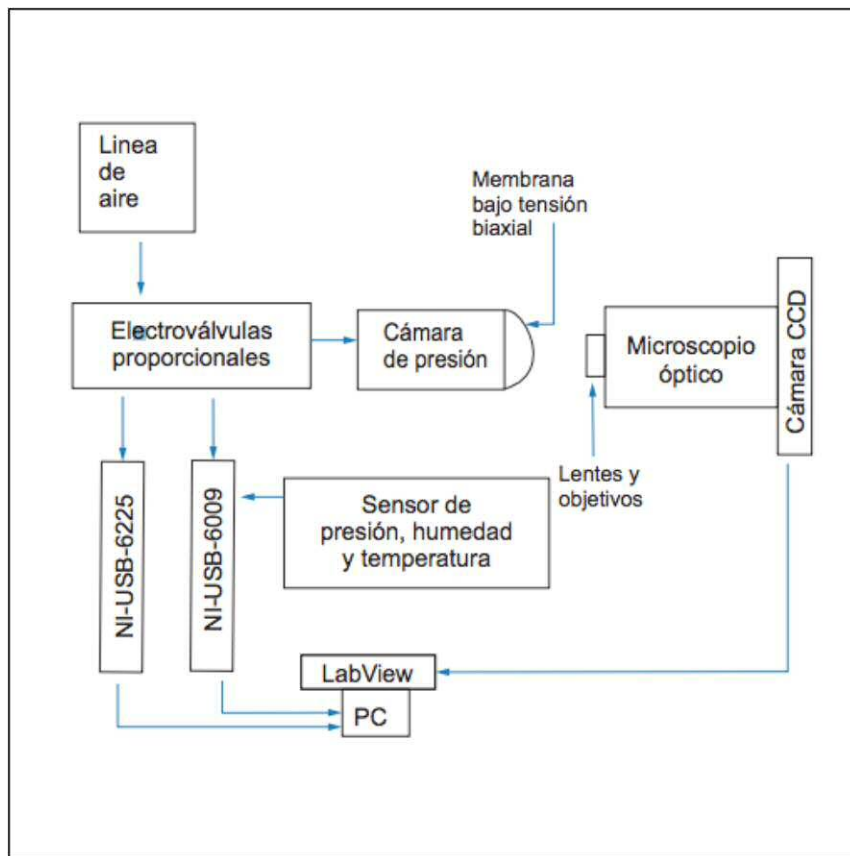 Linea
de
aire
Membrana
bajo tensión
biaxial
Electroválvulas
proporcionales
Cámara
de presión
Microscopio
óptico
Cámara CCD
Lentes y
objetivos
NI-USB-6225
NI-USB-6009
Sensor de
presión, humedad
y temperatura
LabView
PC